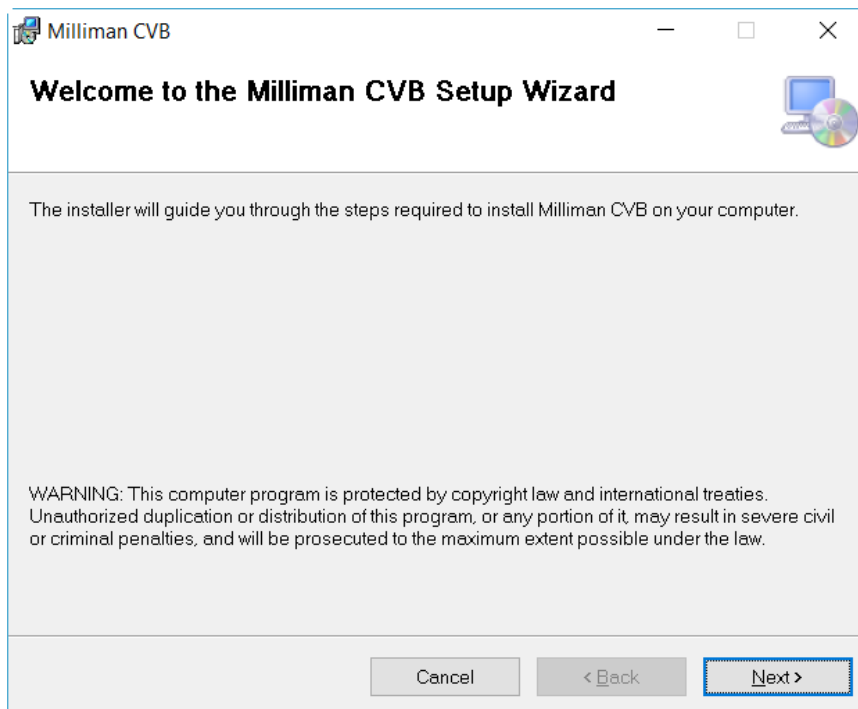 Milliman CVB
Welcome to the Milliman CVB Setup Wizard
The installer will guide you through the steps required to install Milliman CVB on your computer.
WARNING: This computer program is protected by copyright law and international treaties.
Unauthorized duplication or distribution of this program, or any portion of it, may result in severe civil
or criminal penalties, and will be prosecuted to the maximum extent possible under the law.
Cancel
< Back
Next >